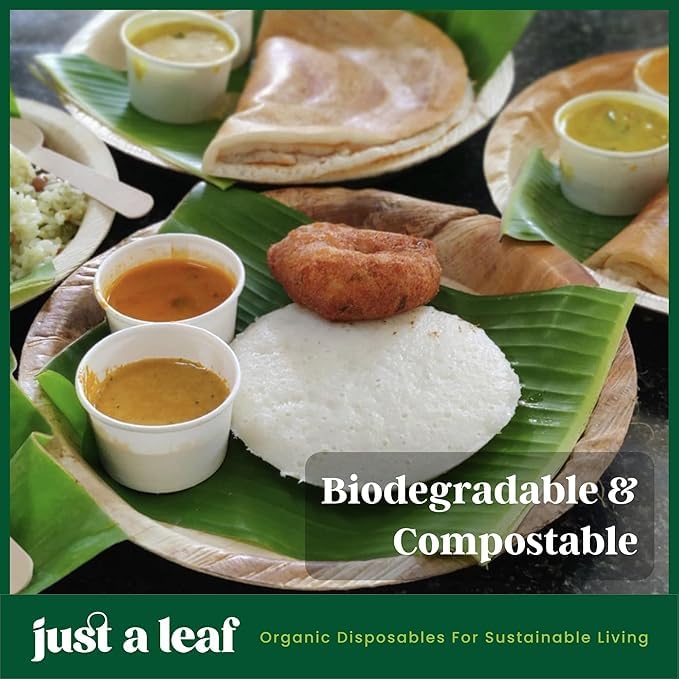 Biodegradable &
Compostable
just a leaf
Organic Disposables For Sustainable Living